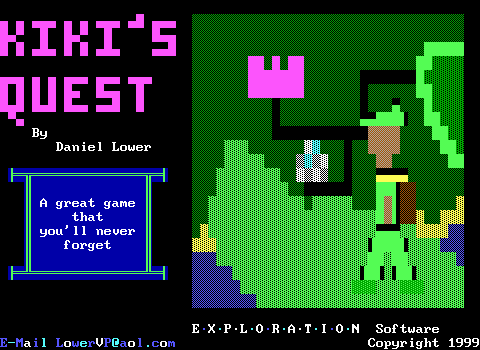 KIKI'S
QUEST
By
Daniel Lower
A great game
that
you'll never
forget
E·X·P·L·O·R·A·T·I·O·N Software
E-Mail LowerVP@aol.com
Copyright 1999